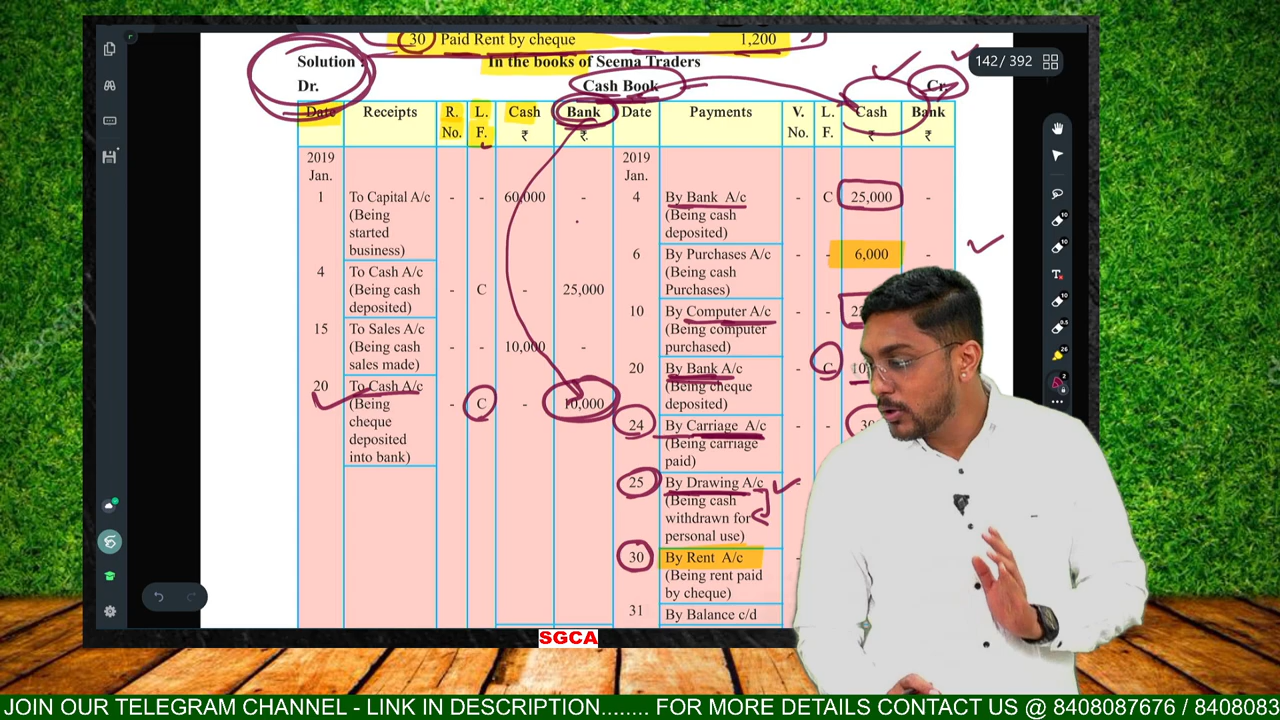 30 Paid Rent by cheque 1,200
Solution : In the books of Seema Traders
142/392
Dr. Cash Book Cr.
Date Receipts R. No. L. F. Cash ₹ Bank ₹ Date Payments V. No. L. F. Cash ₹ Bank ₹
2019 2019
Jan. Jan.
1 To Capital A/c - - 60,000 - 4 By Bank A/c - C 25,000 -
(Being (Being cash
started deposited)
business) 6 By Purchases A/c - - 6,000 -
4 To Cash A/c (Being cash
(Being cash - C - 25,000 Purchases)
deposited) 10 By Computer A/c - -
15 To Sales A/c (Being computer
(Being cash - - 10,000 - purchased)
sales made) 20 By Bank A/c - C
20 To Cash A/c (Being cheque
(Being - C - 10,000 deposited)
cheque 24 By Carriage A/c - -
deposited (Being carriage
into bank) paid)
25 By Drawing A/c -
(Being cash
withdrawn for
personal use)
30 By Rent A/c -
(Being rent paid
by cheque)
31 By Balance c/d
SGCA
JOIN OUR TELEGRAM CHANNEL - LINK IN DESCRIPTION........ FOR MORE DETAILS CONTACT US @ 8408087676 / 8408083